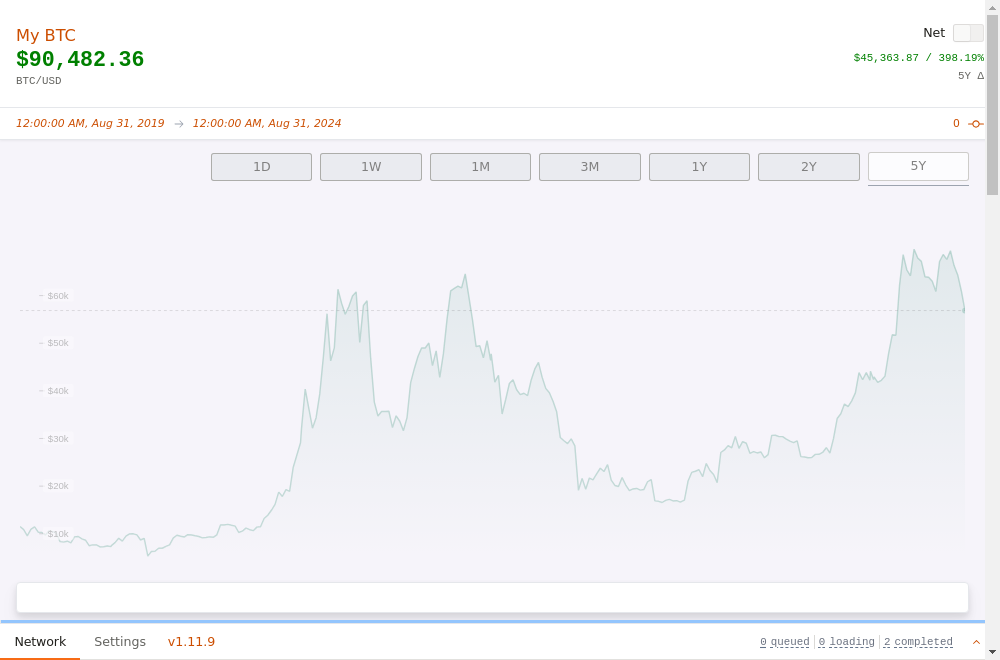 My BTC
Net
$90,482.36
$45,363.87 / 398.19%
BTC/USD
5Y Δ
12:00:00 AM, Aug 31, 2019 → 12:00:00 AM, Aug 31, 2024
0
1D 1W 1M 3M 1Y 2Y 5Y
$60k
$50k
$40k
$30k
$20k
$10k
Network Settings v1.11.9 0 queued 0 loading 2 completed